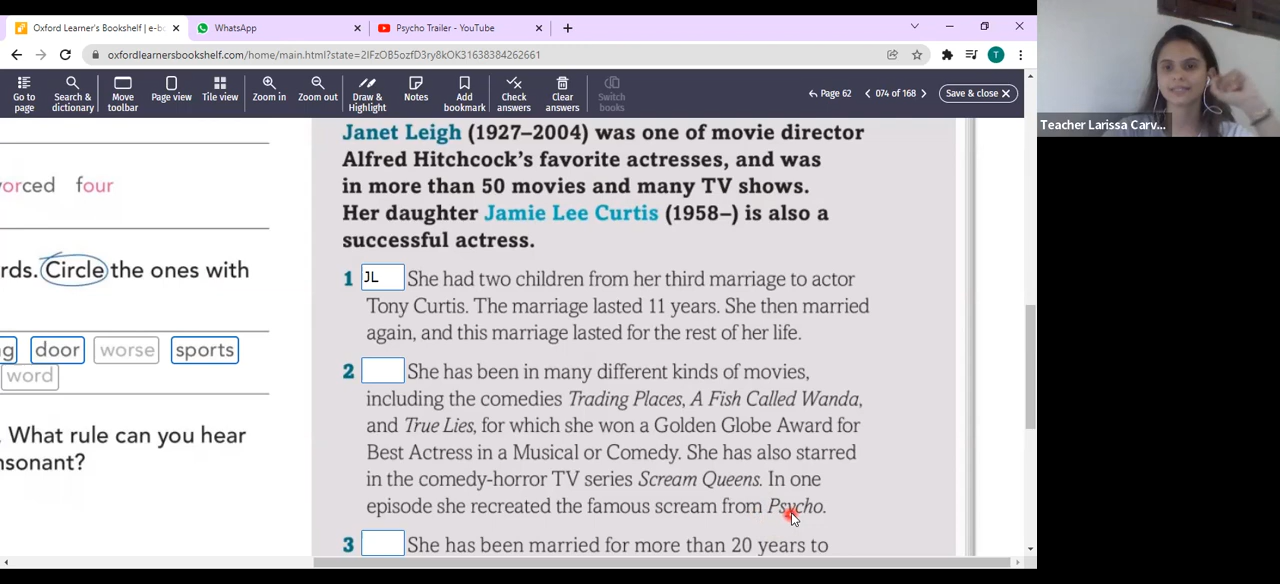 Oxford Learner's Bookshelf | e-bo
WhatsApp
Psycho Trailer - YouTube
oxfordlearnersbookshelf.com/home/main.html?state=2IFzOB5ozfD3ry8kOK31638384262661
T
Go to page
Search & dictionary
Move toolbar
Page view
Tile view
Zoom in
Zoom out
Draw & Highlight
Notes
Add bookmark
Check answers
Clear answers
Switch books
Page 62
074 of 168
Save & close
Teacher Larissa Carv...
orced four
rds. Circle the ones with
g door worse sports
word
. What rule can you hear
nsonant?
Janet Leigh (1927–2004) was one of movie director
Alfred Hitchcock's favorite actresses, and was
in more than 50 movies and many TV shows.
Her daughter Jamie Lee Curtis (1958–) is also a
successful actress.
1 JL She had two children from her third marriage to actor
Tony Curtis. The marriage lasted 11 years. She then married
again, and this marriage lasted for the rest of her life.
2 She has been in many different kinds of movies,
including the comedies Trading Places, A Fish Called Wanda,
and True Lies, for which she won a Golden Globe Award for
Best Actress in a Musical or Comedy. She has also starred
in the comedy-horror TV series Scream Queens. In one
episode she recreated the famous scream from Psycho.
3 She has been married for more than 20 years to